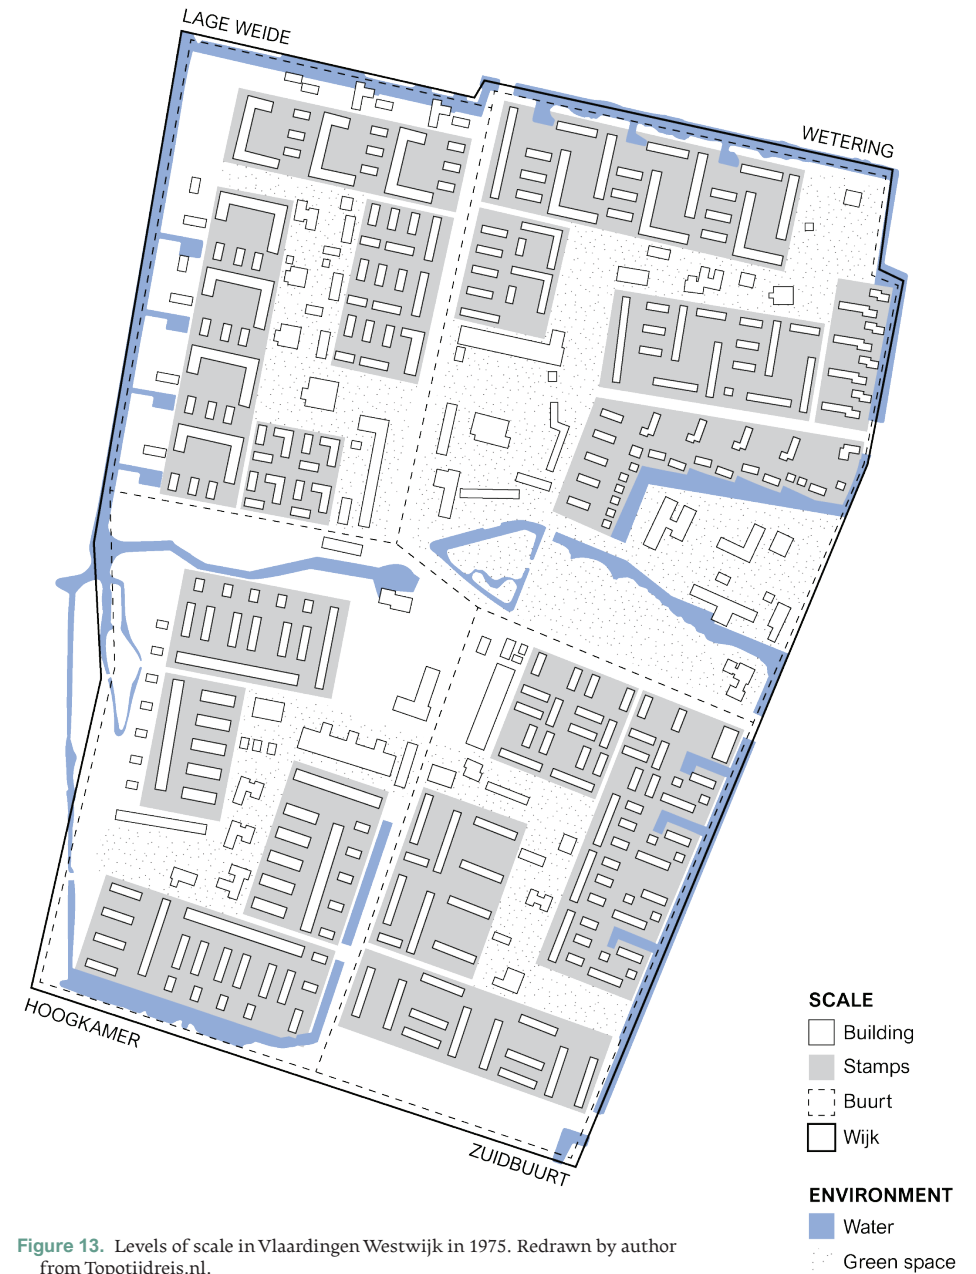 LAGE WEIDE
WETERING
HOOGKAMER
ZUIDBUURT
SCALE
Building
Stamps
Buurt
Wijk
ENVIRONMENT
Water
Green space
Figure 13. Levels of scale in Vlaardingen Westwijk in 1975. Redrawn by author
from Topotijdreis.nl.